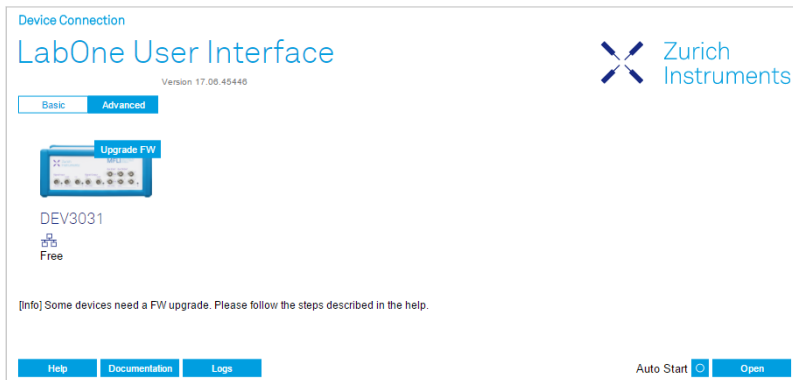 Device Connection
LabOne User Interface
Version 17.06.45446
Zurich
Instruments
Basic
Advanced
Upgrade FW
DEV3031
Free
[Info] Some devices need a FW upgrade. Please follow the steps described in the help.
Help
Documentation
Logs
Auto Start
Open